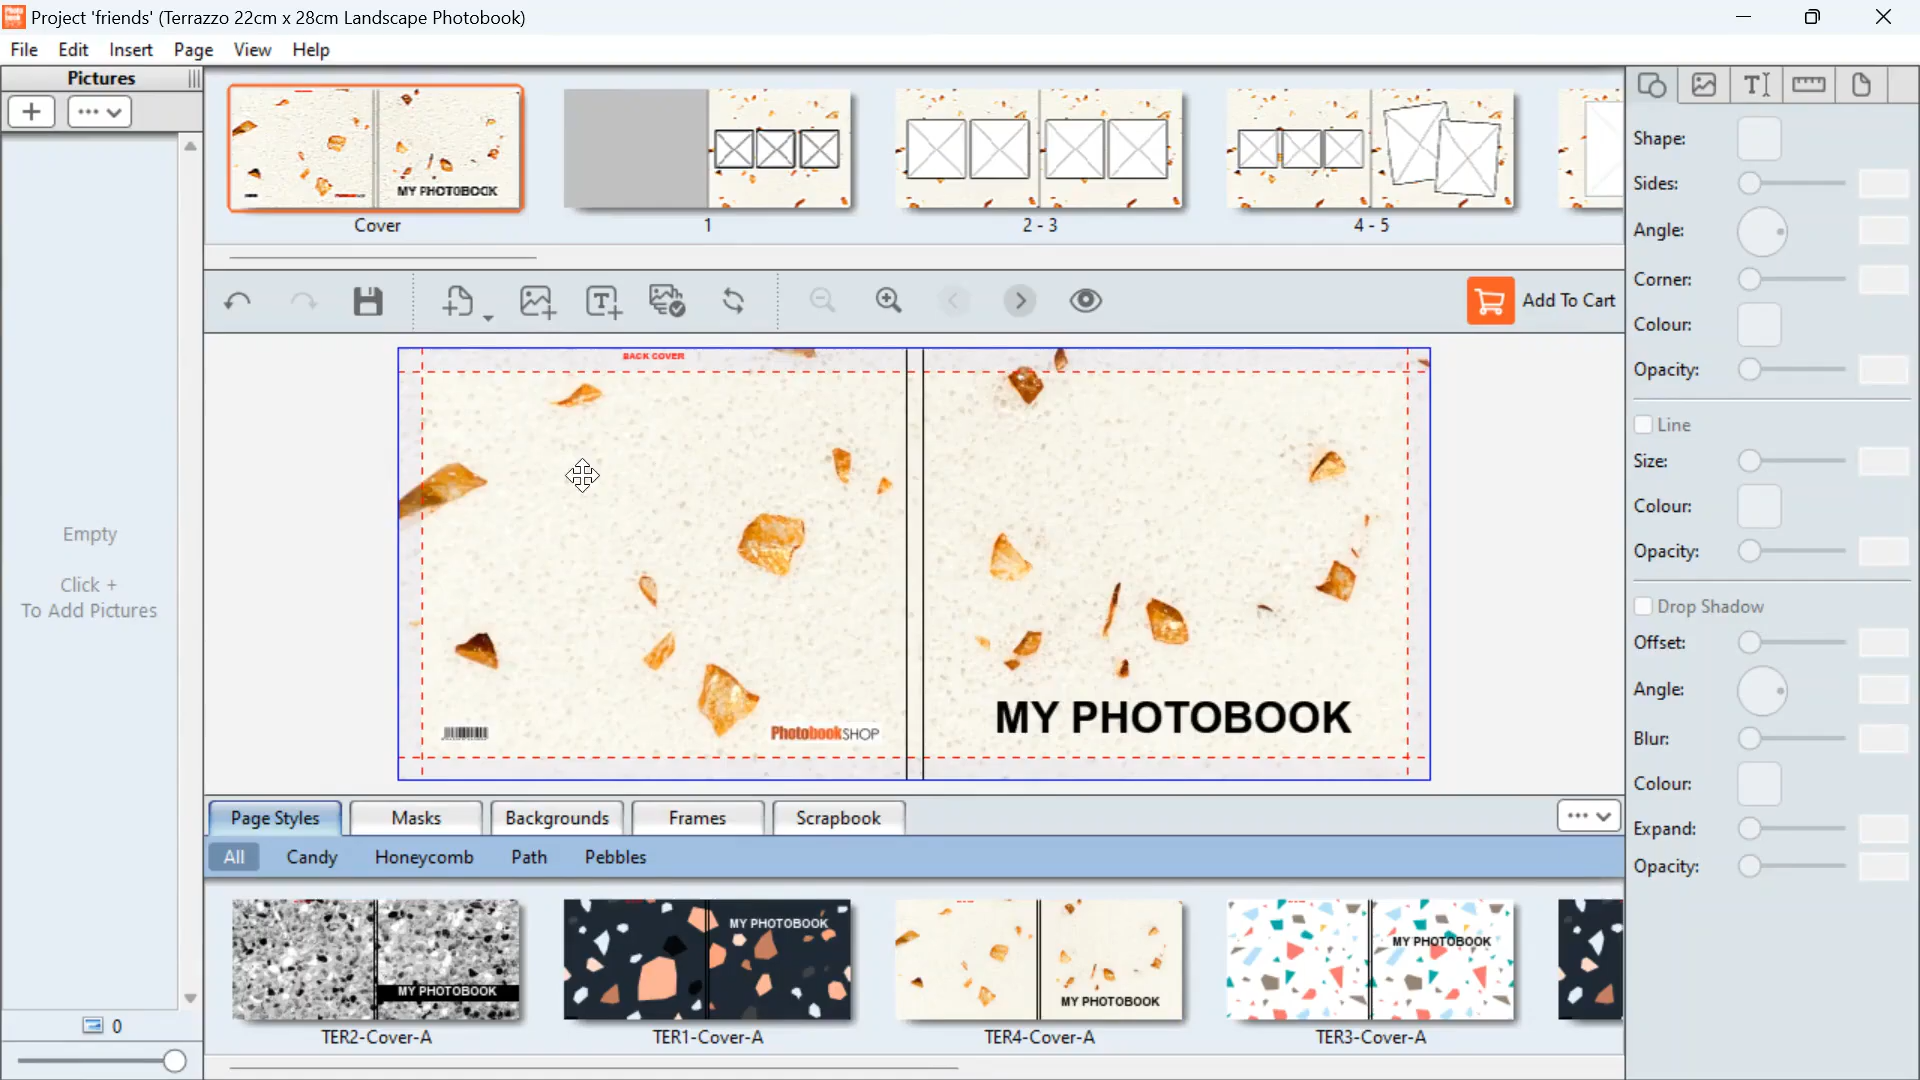 Project 'friends' (Terrazzo 22cm x 28cm Landscape Photobook)
File Edit Insert Page View Help
Pictures
Empty
Click +
To Add Pictures
0
MY PHOTOBOOK
Cover
1
2 - 3
4 - 5
Add To Cart
BACK COVER
PhotobookSHOP
MY PHOTOBOOK
Page Styles Masks Backgrounds Frames Scrapbook
All Candy Honeycomb Path Pebbles
MY PHOTOBOOK
TER2-Cover-A
MY PHOTOBOOK
TER1-Cover-A
MY PHOTOBOOK
TER4-Cover-A
MY PHOTOBOOK
TER3-Cover-A
Shape:
Sides:
Angle:
Corner:
Colour:
Opacity:
Line
Size:
Colour:
Opacity:
Drop Shadow
Offset:
Angle:
Blur:
Colour:
Expand:
Opacity: